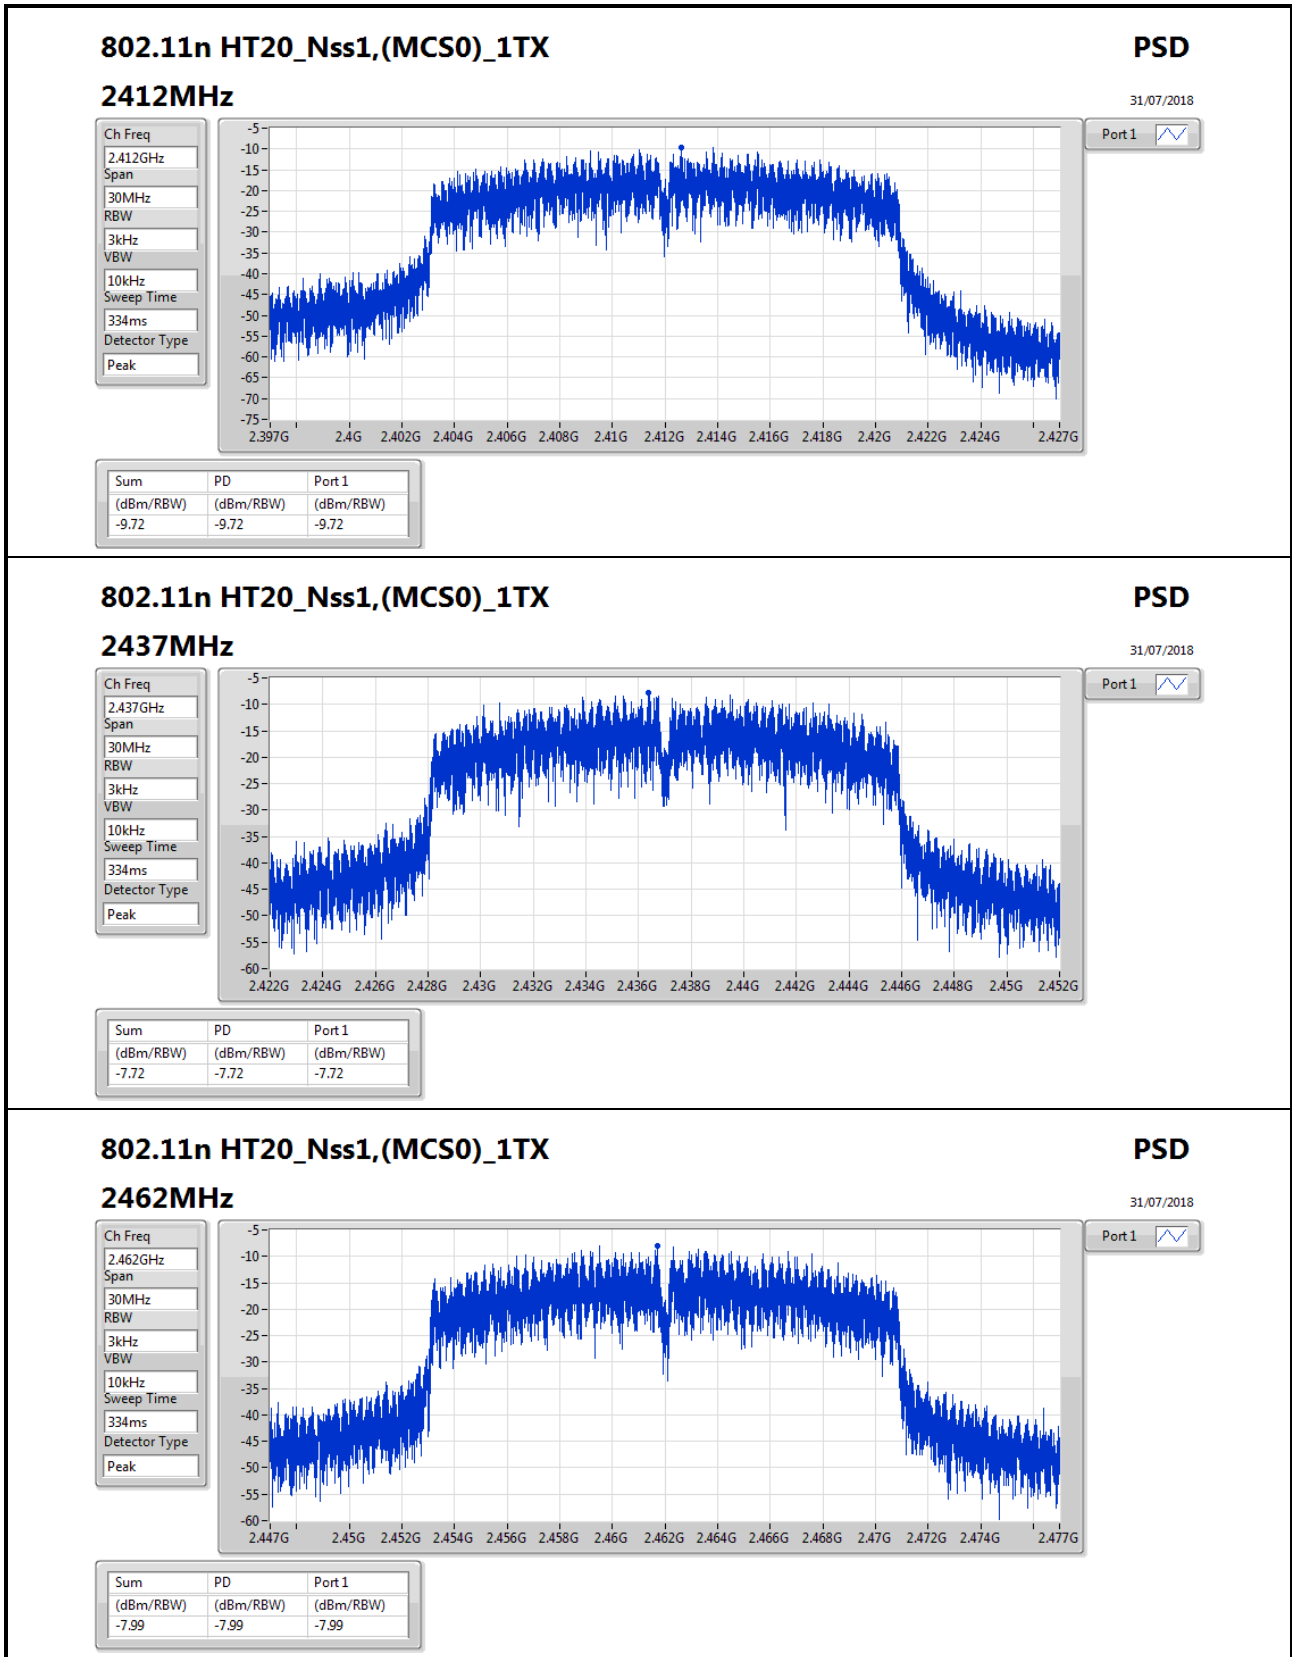 802.11n HT20_Nss1,(MCS0)_1TX PSD
2412MHz 31/07/2018
Ch Freq
2.412GHz
Span
30MHz
RBW
3kHz
VBW
10kHz
Sweep Time
334ms
Detector Type
Peak
-5
-10
-15
-20
-25
-30
-35
-40
-45
-50
-55
-60
-65
-70
-75
2.397G 2.4G 2.402G 2.404G 2.406G 2.408G 2.41G 2.412G 2.414G 2.416G 2.418G 2.42G 2.422G 2.424G 2.427G
Port 1
Sum PD Port 1
(dBm/RBW) (dBm/RBW) (dBm/RBW)
-9.72 -9.72 -9.72
802.11n HT20_Nss1,(MCS0)_1TX PSD
2437MHz 31/07/2018
Ch Freq
2.437GHz
Span
30MHz
RBW
3kHz
VBW
10kHz
Sweep Time
334ms
Detector Type
Peak
-5
-10
-15
-20
-25
-30
-35
-40
-45
-50
-55
-60
2.422G 2.424G 2.426G 2.428G 2.43G 2.432G 2.434G 2.436G 2.438G 2.44G 2.442G 2.444G 2.446G 2.448G 2.45G 2.452G
Port 1
Sum PD Port 1
(dBm/RBW) (dBm/RBW) (dBm/RBW)
-7.72 -7.72 -7.72
802.11n HT20_Nss1,(MCS0)_1TX PSD
2462MHz 31/07/2018
Ch Freq
2.462GHz
Span
30MHz
RBW
3kHz
VBW
10kHz
Sweep Time
334ms
Detector Type
Peak
-5
-10
-15
-20
-25
-30
-35
-40
-45
-50
-55
-60
2.447G 2.45G 2.452G 2.454G 2.456G 2.458G 2.46G 2.462G 2.464G 2.466G 2.468G 2.47G 2.472G 2.474G 2.477G
Port 1
Sum PD Port 1
(dBm/RBW) (dBm/RBW) (dBm/RBW)
-7.99 -7.99 -7.99